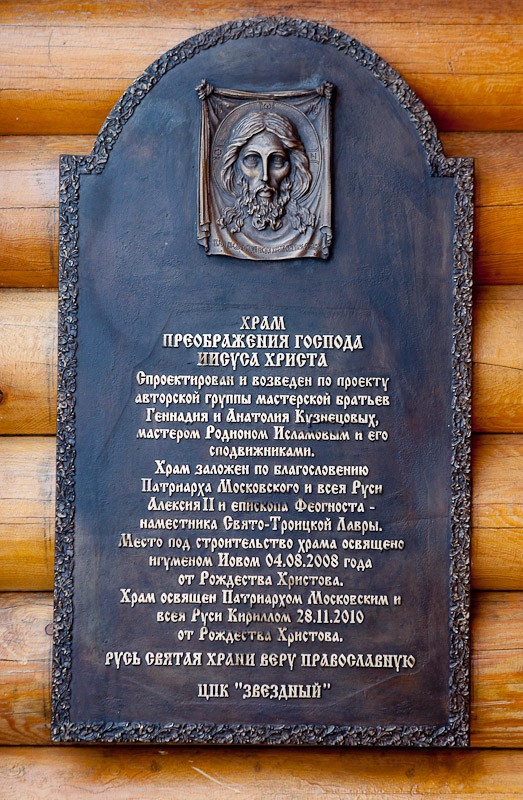 ХРАМ
ПРЕОБРАЖЕНИЯ ГОСПОДА
ИИСУСА ХРИСТА
Спроектирован и возведен по проекту
авторской группы мастерской братьев
Геннадия и Анатолия Кузнецовых,
мастером Родионом Исламовым и его
сподвижниками.
Храм заложен по благословению
Патриарха Московского и всея Руси
Алексия II и епископа Феогноста -
наместника Свято-Троицкой Лавры.
Место под строительство храма освящено
игуменом Иовом 04.08.2008 года
от Рождества Христова.
Храм освящен Патриархом Московским и
всея Руси Кириллом 28.11.2010
от Рождества Христова.
РУСЬ СВЯТАЯ ХРАНИ ВЕРУ ПРАВОСЛАВНУЮ
ЦПК "ЗВЕЗДНЫЙ"